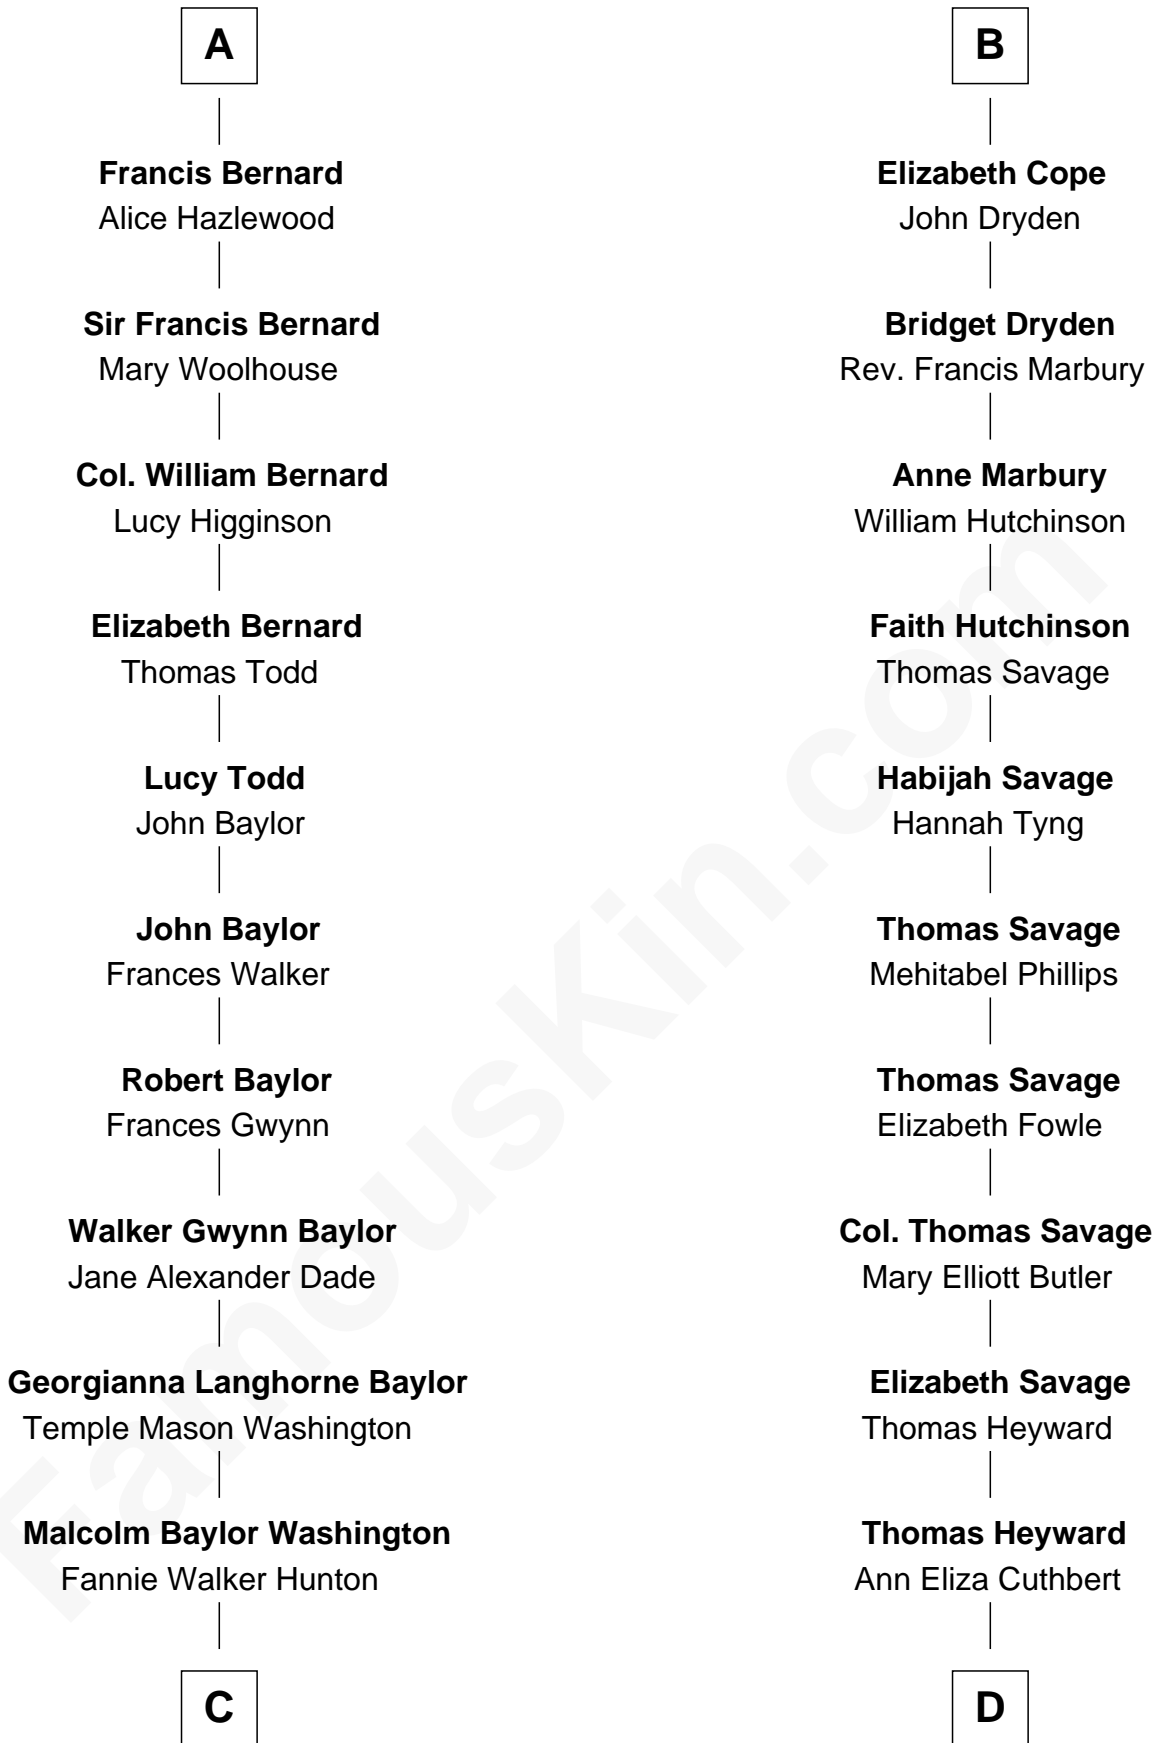 A
Francis Bernard
Alice Hazlewood
Sir Francis Bernard
Mary Woolhouse
Col. William Bernard
Lucy Higginson
Elizabeth Bernard
Thomas Todd
Lucy Todd
John Baylor
John Baylor
Frances Walker
Robert Baylor
Frances Gwynn
Walker Gwynn Baylor
Jane Alexander Dade
Georgianna Langhorne Baylor
Temple Mason Washington
Malcolm Baylor Washington
Fannie Walker Hunton
C
B
Elizabeth Cope
John Dryden
Bridget Dryden
Rev. Francis Marbury
Anne Marbury
William Hutchinson
Faith Hutchinson
Thomas Savage
Habijah Savage
Hannah Tyng
Thomas Savage
Mehitabel Phillips
Thomas Savage
Elizabeth Fowle
Col. Thomas Savage
Mary Elliott Butler
Elizabeth Savage
Thomas Heyward
Thomas Heyward
Ann Eliza Cuthbert
D
FamousKin.com